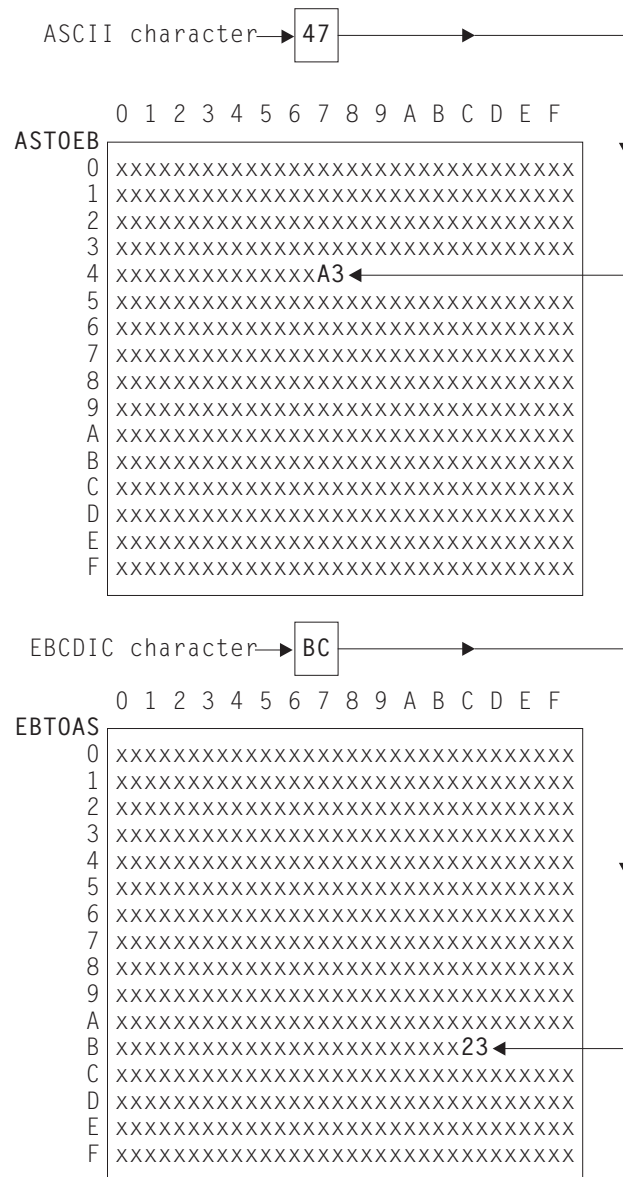 ASCII character 47
0 1 2 3 4 5 6 7 8 9 A B C D E F
ASTOEB
0 xxxxxxxxxxxxxxxxxxxxxxxxxxxxxxxx
1 xxxxxxxxxxxxxxxxxxxxxxxxxxxxxxxx
2 xxxxxxxxxxxxxxxxxxxxxxxxxxxxxxxx
3 xxxxxxxxxxxxxxxxxxxxxxxxxxxxxxxx
4 xxxxxxxxxxxxxxA3
5 xxxxxxxxxxxxxxxxxxxxxxxxxxxxxxxx
6 xxxxxxxxxxxxxxxxxxxxxxxxxxxxxxxx
7 xxxxxxxxxxxxxxxxxxxxxxxxxxxxxxxx
8 xxxxxxxxxxxxxxxxxxxxxxxxxxxxxxxx
9 xxxxxxxxxxxxxxxxxxxxxxxxxxxxxxxx
A xxxxxxxxxxxxxxxxxxxxxxxxxxxxxxxx
B xxxxxxxxxxxxxxxxxxxxxxxxxxxxxxxx
C xxxxxxxxxxxxxxxxxxxxxxxxxxxxxxxx
D xxxxxxxxxxxxxxxxxxxxxxxxxxxxxxxx
E xxxxxxxxxxxxxxxxxxxxxxxxxxxxxxxx
F xxxxxxxxxxxxxxxxxxxxxxxxxxxxxxxx
EBCDIC character BC
0 1 2 3 4 5 6 7 8 9 A B C D E F
EBTOAS
0 xxxxxxxxxxxxxxxxxxxxxxxxxxxxxxxx
1 xxxxxxxxxxxxxxxxxxxxxxxxxxxxxxxx
2 xxxxxxxxxxxxxxxxxxxxxxxxxxxxxxxx
3 xxxxxxxxxxxxxxxxxxxxxxxxxxxxxxxx
4 xxxxxxxxxxxxxxxxxxxxxxxxxxxxxxxx
5 xxxxxxxxxxxxxxxxxxxxxxxxxxxxxxxx
6 xxxxxxxxxxxxxxxxxxxxxxxxxxxxxxxx
7 xxxxxxxxxxxxxxxxxxxxxxxxxxxxxxxx
8 xxxxxxxxxxxxxxxxxxxxxxxxxxxxxxxx
9 xxxxxxxxxxxxxxxxxxxxxxxxxxxxxxxx
A xxxxxxxxxxxxxxxxxxxxxxxxxxxxxxxx
B xxxxxxxxxxxxxxxxxxxxxxxx23
C xxxxxxxxxxxxxxxxxxxxxxxxxxxxxxxx
D xxxxxxxxxxxxxxxxxxxxxxxxxxxxxxxx
E xxxxxxxxxxxxxxxxxxxxxxxxxxxxxxxx
F xxxxxxxxxxxxxxxxxxxxxxxxxxxxxxxx